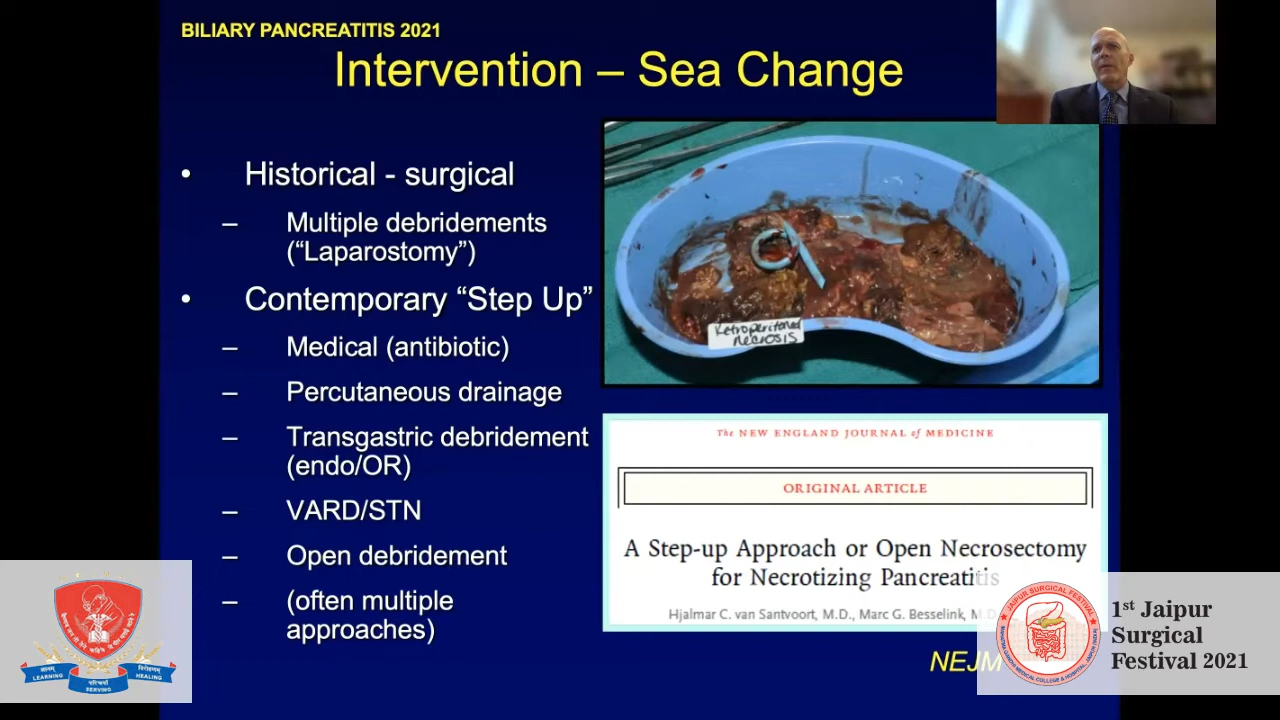 BILIARY PANCREATITIS 2021
Intervention – Sea Change
• Historical - surgical
– Multiple debridements
(“Laparostomy”)
• Contemporary “Step Up”
– Medical (antibiotic)
– Percutaneous drainage
– Transgastric debridement
(endo/OR)
– VARD/STN
– Open debridement
– (often multiple
approaches)
Retroperitoneal
necrosis
The NEW ENGLAND JOURNAL of MEDICINE
ORIGINAL ARTICLE
A Step-up Approach or Open Necrosectomy
for Necrotizing Pancreatitis
Hjalmar C. van Santvoort, M.D., Marc G. Besselink, M.D
NEJM
LEARNING
SERVING
HEALING
JAIPUR SURGICAL FESTIVAL
1st Jaipur
Surgical
Festival 2021